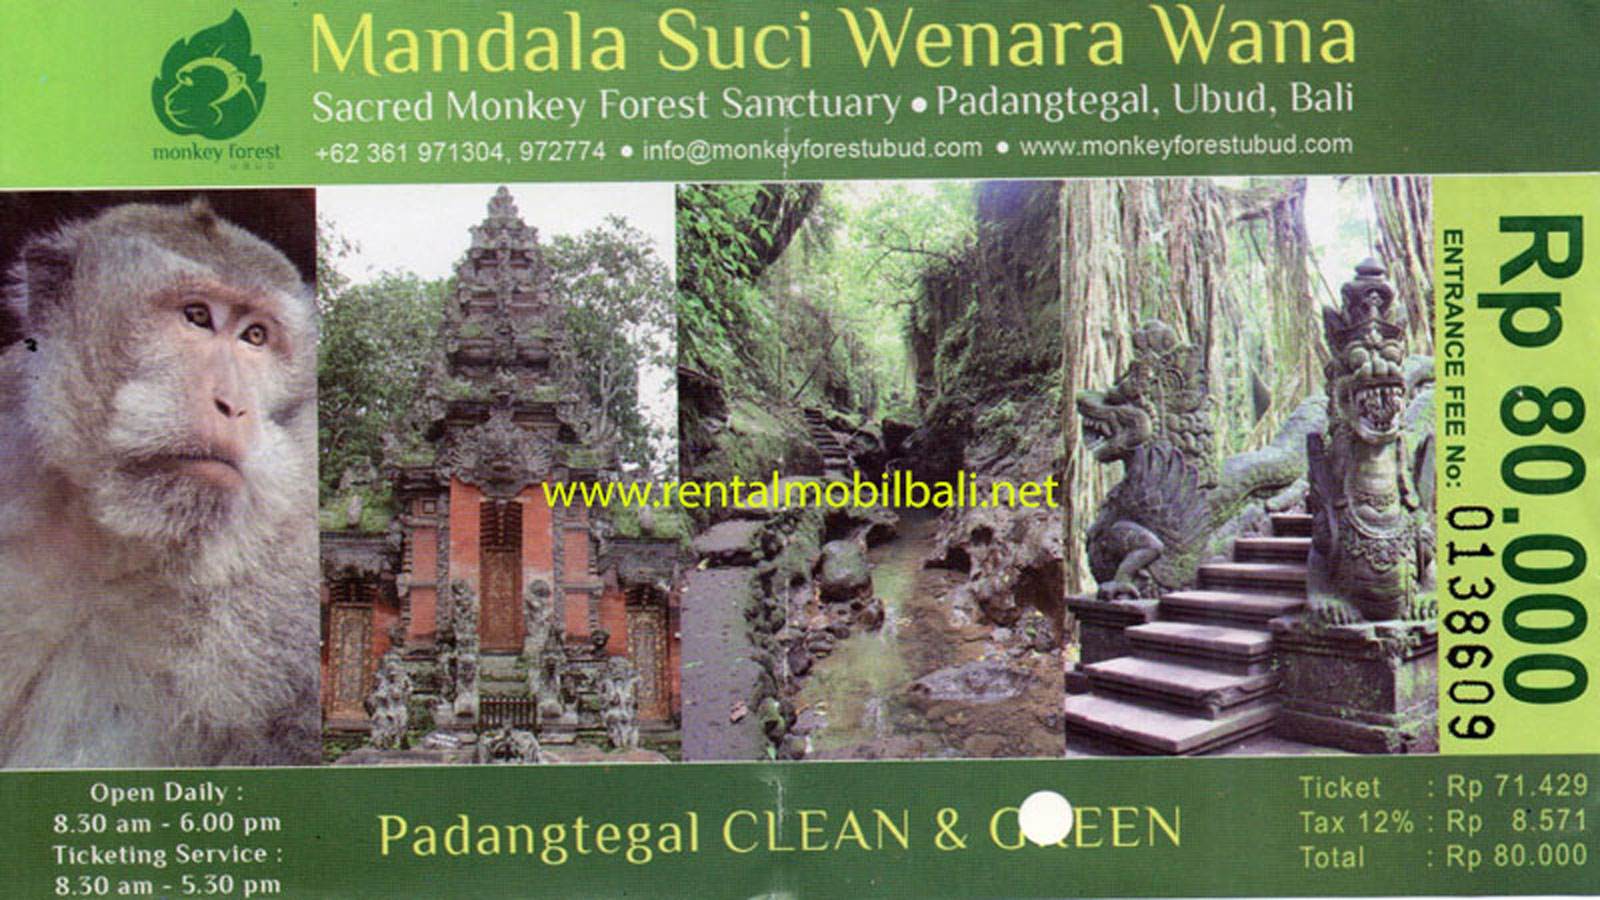 Mandala Suci Wenara Wana
Sacred Monkey Forest Sanctuary • Padangtegal, Ubud, Bali
monkey forest
UBUD
+62 361 971304, 972774 • info@monkeyforestubud.com • www.monkeyforestubud.com
Rp 80.000
ENTRANCE FEE No: 0138609
www.rentalmobilbali.net
Open Daily :
8.30 am - 6.00 pm
Ticketing Service :
8.30 am - 5.30 pm
Padangtegal CLEAN & GREEN
Ticket : Rp 71.429
Tax 12% : Rp 8.571
Total : Rp 80.000